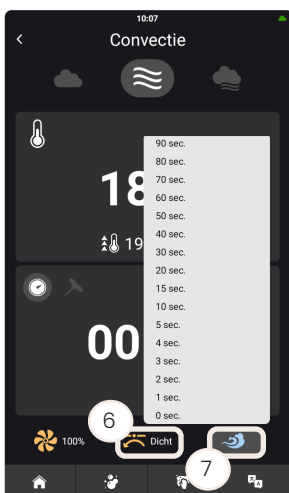 10:07
Convectie
18
19
90 sec.
80 sec.
70 sec.
60 sec.
50 sec.
40 sec.
30 sec.
20 sec.
15 sec.
10 sec.
5 sec.
4 sec.
3 sec.
2 sec.
1 sec.
0 sec.
00
6
100%
Dicht
7